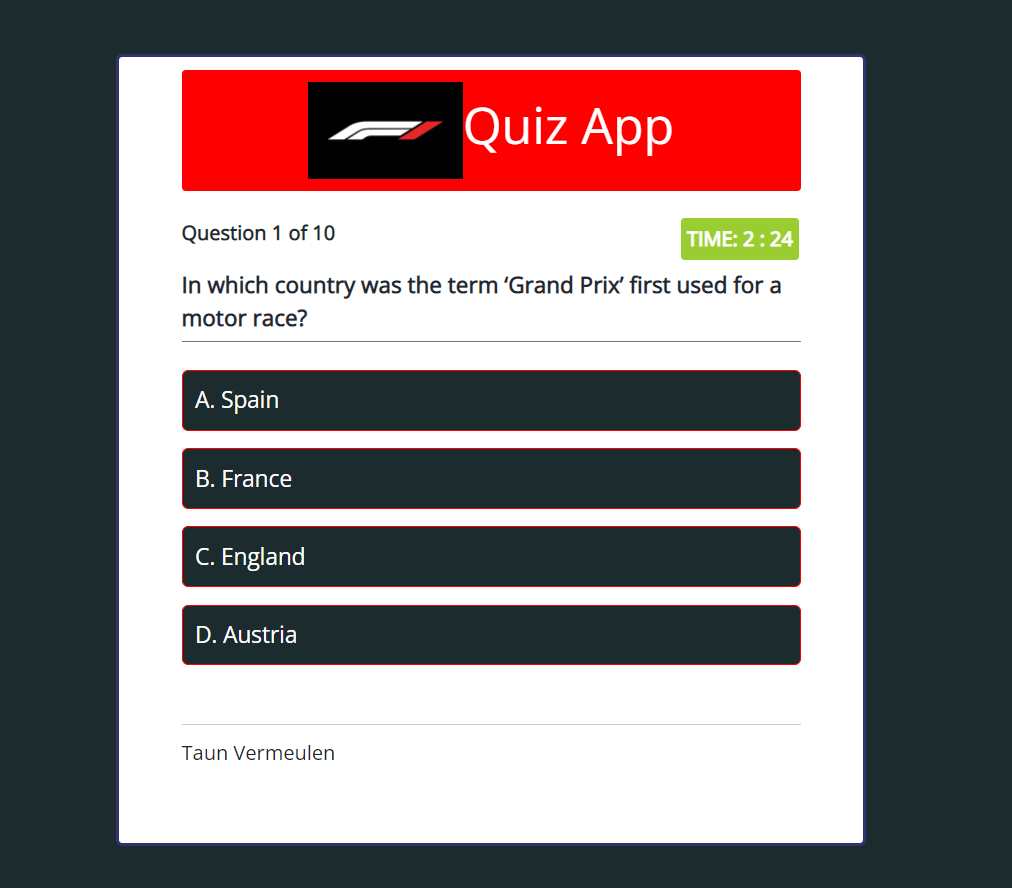 Quiz App
Question 1 of 10
TIME: 2 : 24
In which country was the term ‘Grand Prix’ first used for a
motor race?
A. Spain
B. France
C. England
D. Austria
Taun Vermeulen